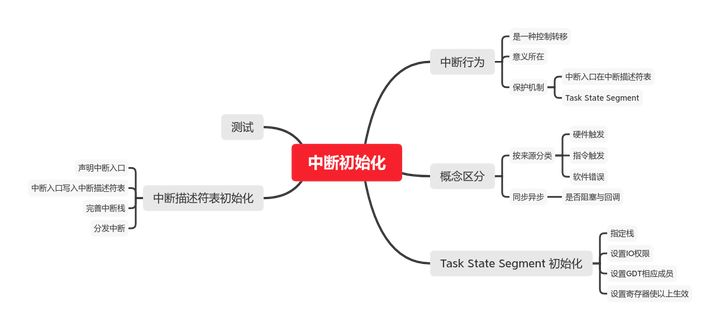 中断初始化
中断行为
是一种控制转移
意义所在
保护机制
中断入口在中断描述符表
Task State Segment
概念区分
按来源分类
硬件触发
指令触发
软件错误
同步异步
是否阻塞与回调
Task State Segment 初始化
指定栈
设置IO权限
设置GDT相应成员
设置寄存器使以上生效
测试
中断描述符表初始化
声明中断入口
中断入口写入中断描述符表
完善中断栈
分发中断